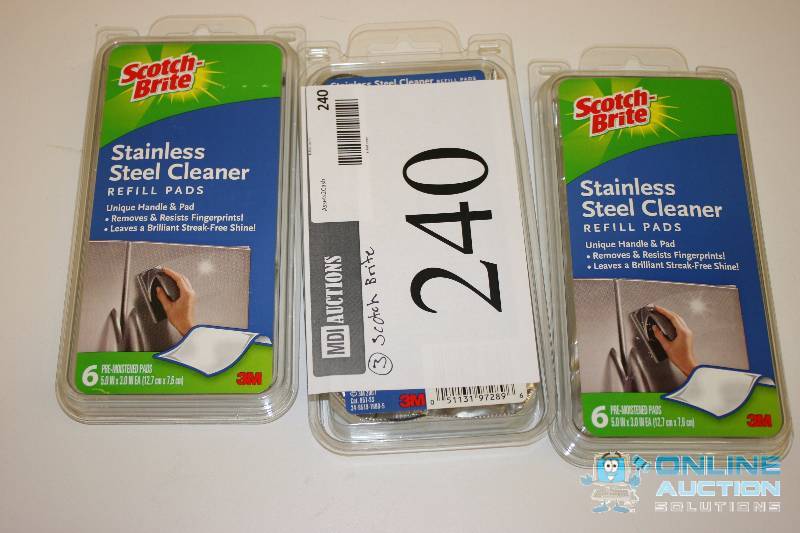 Scotch-
Brite
Stainless
Steel Cleaner
REFILL PADS
Unique Handle & Pad
• Removes & Resists Fingerprints!
• Leaves a Brilliant Streak-Free Shine!
6 PRE-MOISTENED PADS
5.0 W x 3.0 W EA (12,7 cm x 7,6 cm)
3M
Stainless Steel Cleaner REFILL PADS
240
MDI AUCTIONS
3 Scotch Brite
240
3M
0 51131 97289 6
Scotch-
Brite
Stainless
Steel Cleaner
REFILL PADS
Unique Handle & Pad
• Removes & Resists Fingerprints!
• Leaves a Brilliant Streak-Free Shine!
6 PRE-MOISTENED PADS
5.0 W x 3.0 W EA (12,7 cm x 7,6 cm)
3M
ONLINE
AUCTION
SOLUTIONS